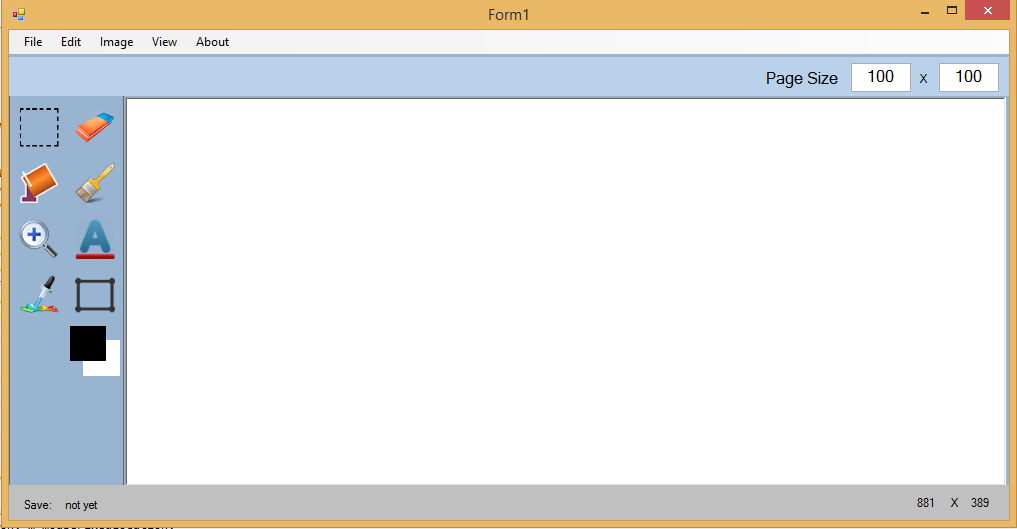 Form1
File Edit Image View About
Page Size 100 X 100
A
Save: not yet 881 X 389